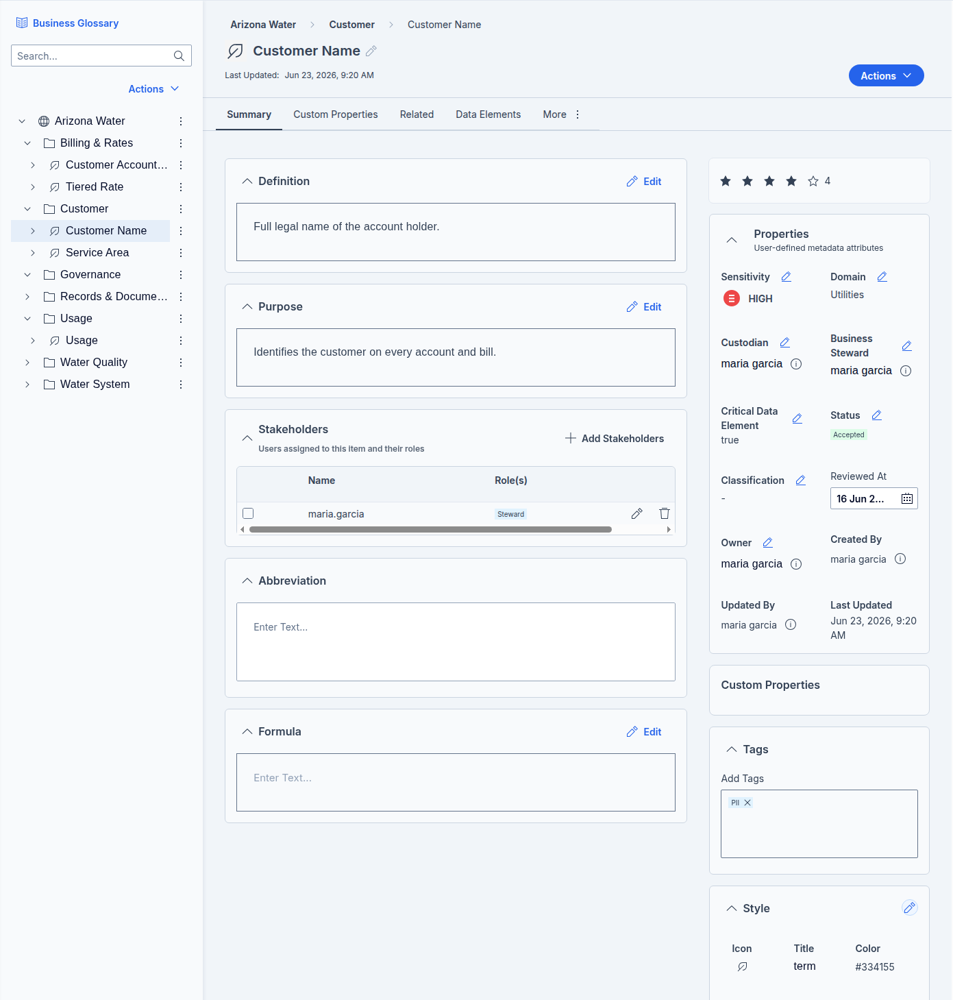 Business Glossary
Search...
Actions
Arizona Water
Billing & Rates
Customer Account...
Tiered Rate
Customer
Customer Name
Service Area
Governance
Records & Docume...
Usage
Usage
Water Quality
Water System
Arizona Water Customer Customer Name
Customer Name
Last Updated: Jun 23, 2026, 9:20 AM
Actions
Summary Custom Properties Related Data Elements More
Definition Edit
Full legal name of the account holder.
Purpose Edit
Identifies the customer on every account and bill.
Stakeholders
Users assigned to this item and their roles
Add Stakeholders
Name Role(s)
maria.garcia Steward
Abbreviation
Enter Text...
Formula Edit
Enter Text...
4
Properties
User-defined metadata attributes
Sensitivity
HIGH
Domain
Utilities
Custodian
maria garcia
Business
Steward
maria garcia
Critical Data
Element
true
Status
Accepted
Classification
-
Reviewed At
16 Jun 2...
Owner
maria garcia
Created By
maria garcia
Updated By
maria garcia
Last Updated
Jun 23, 2026, 9:20
AM
Custom Properties
Tags
Add Tags
PII
Style
Icon Title Color
term #334155